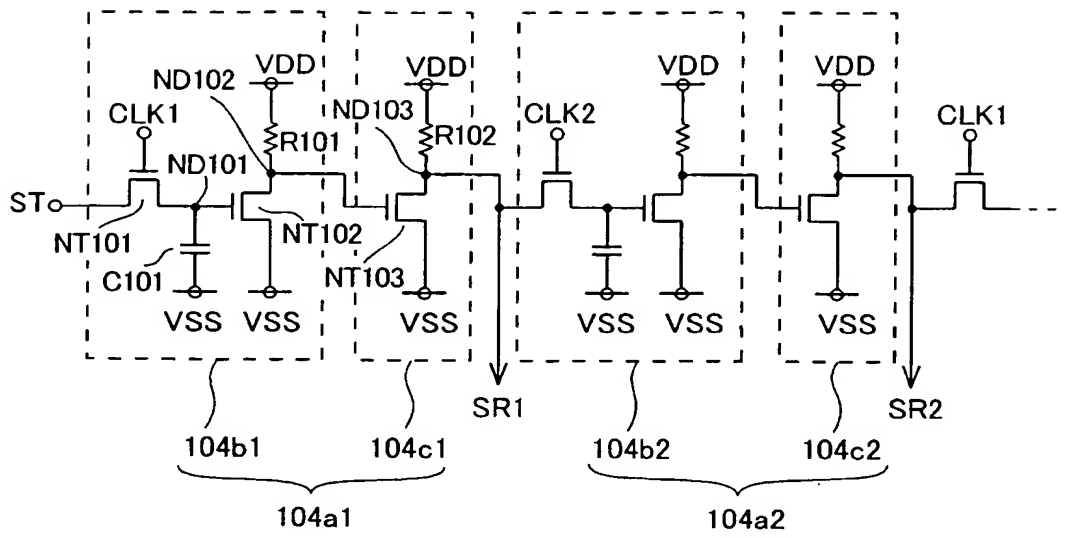 VDD VDD VDD VDD
ND102 ND103
CLK1 CLK2 CLK1
R101 R102
ND101
ST
NT101 NT102
C101 NT103
VSS VSS VSS VSS VSS VSS
SR1 SR2
104b1 104c1 104b2 104c2
104a1 104a2